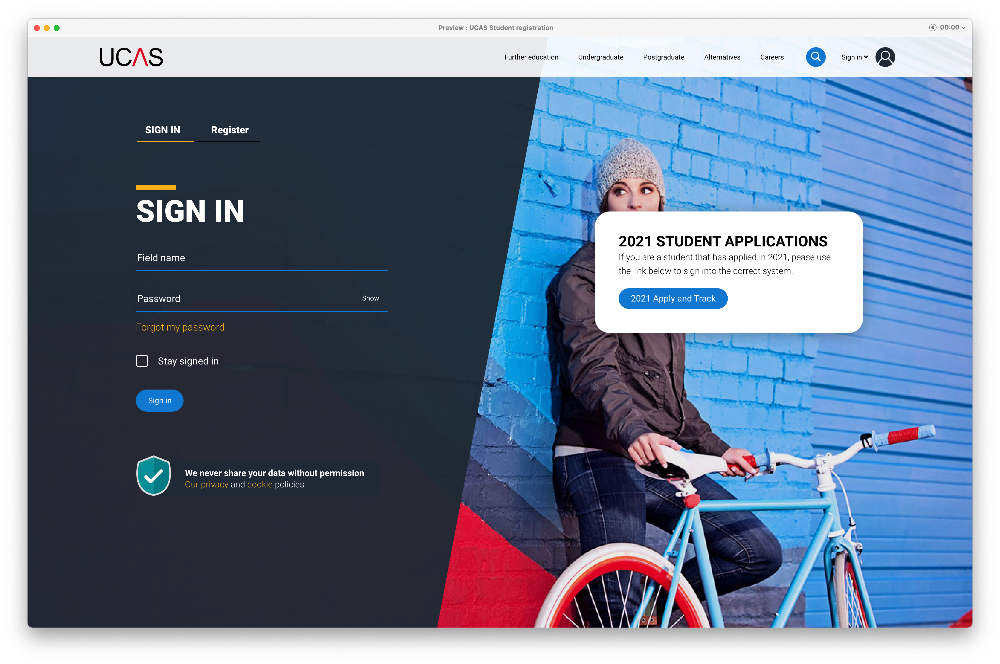 Preview : UCAS Student registration
00:00
UCAS
Further education
Undergraduate
Postgraduate
Alternatives
Careers
Sign in
SIGN IN
Register
SIGN IN
Field name
Password
Show
Forgot my password
Stay signed in
Sign in
We never share your data without permission
Our privacy and cookie policies
2021 STUDENT APPLICATIONS
If you are a student that has applied in 2021, pease use
the link below to sign into the correct system.
2021 Apply and Track